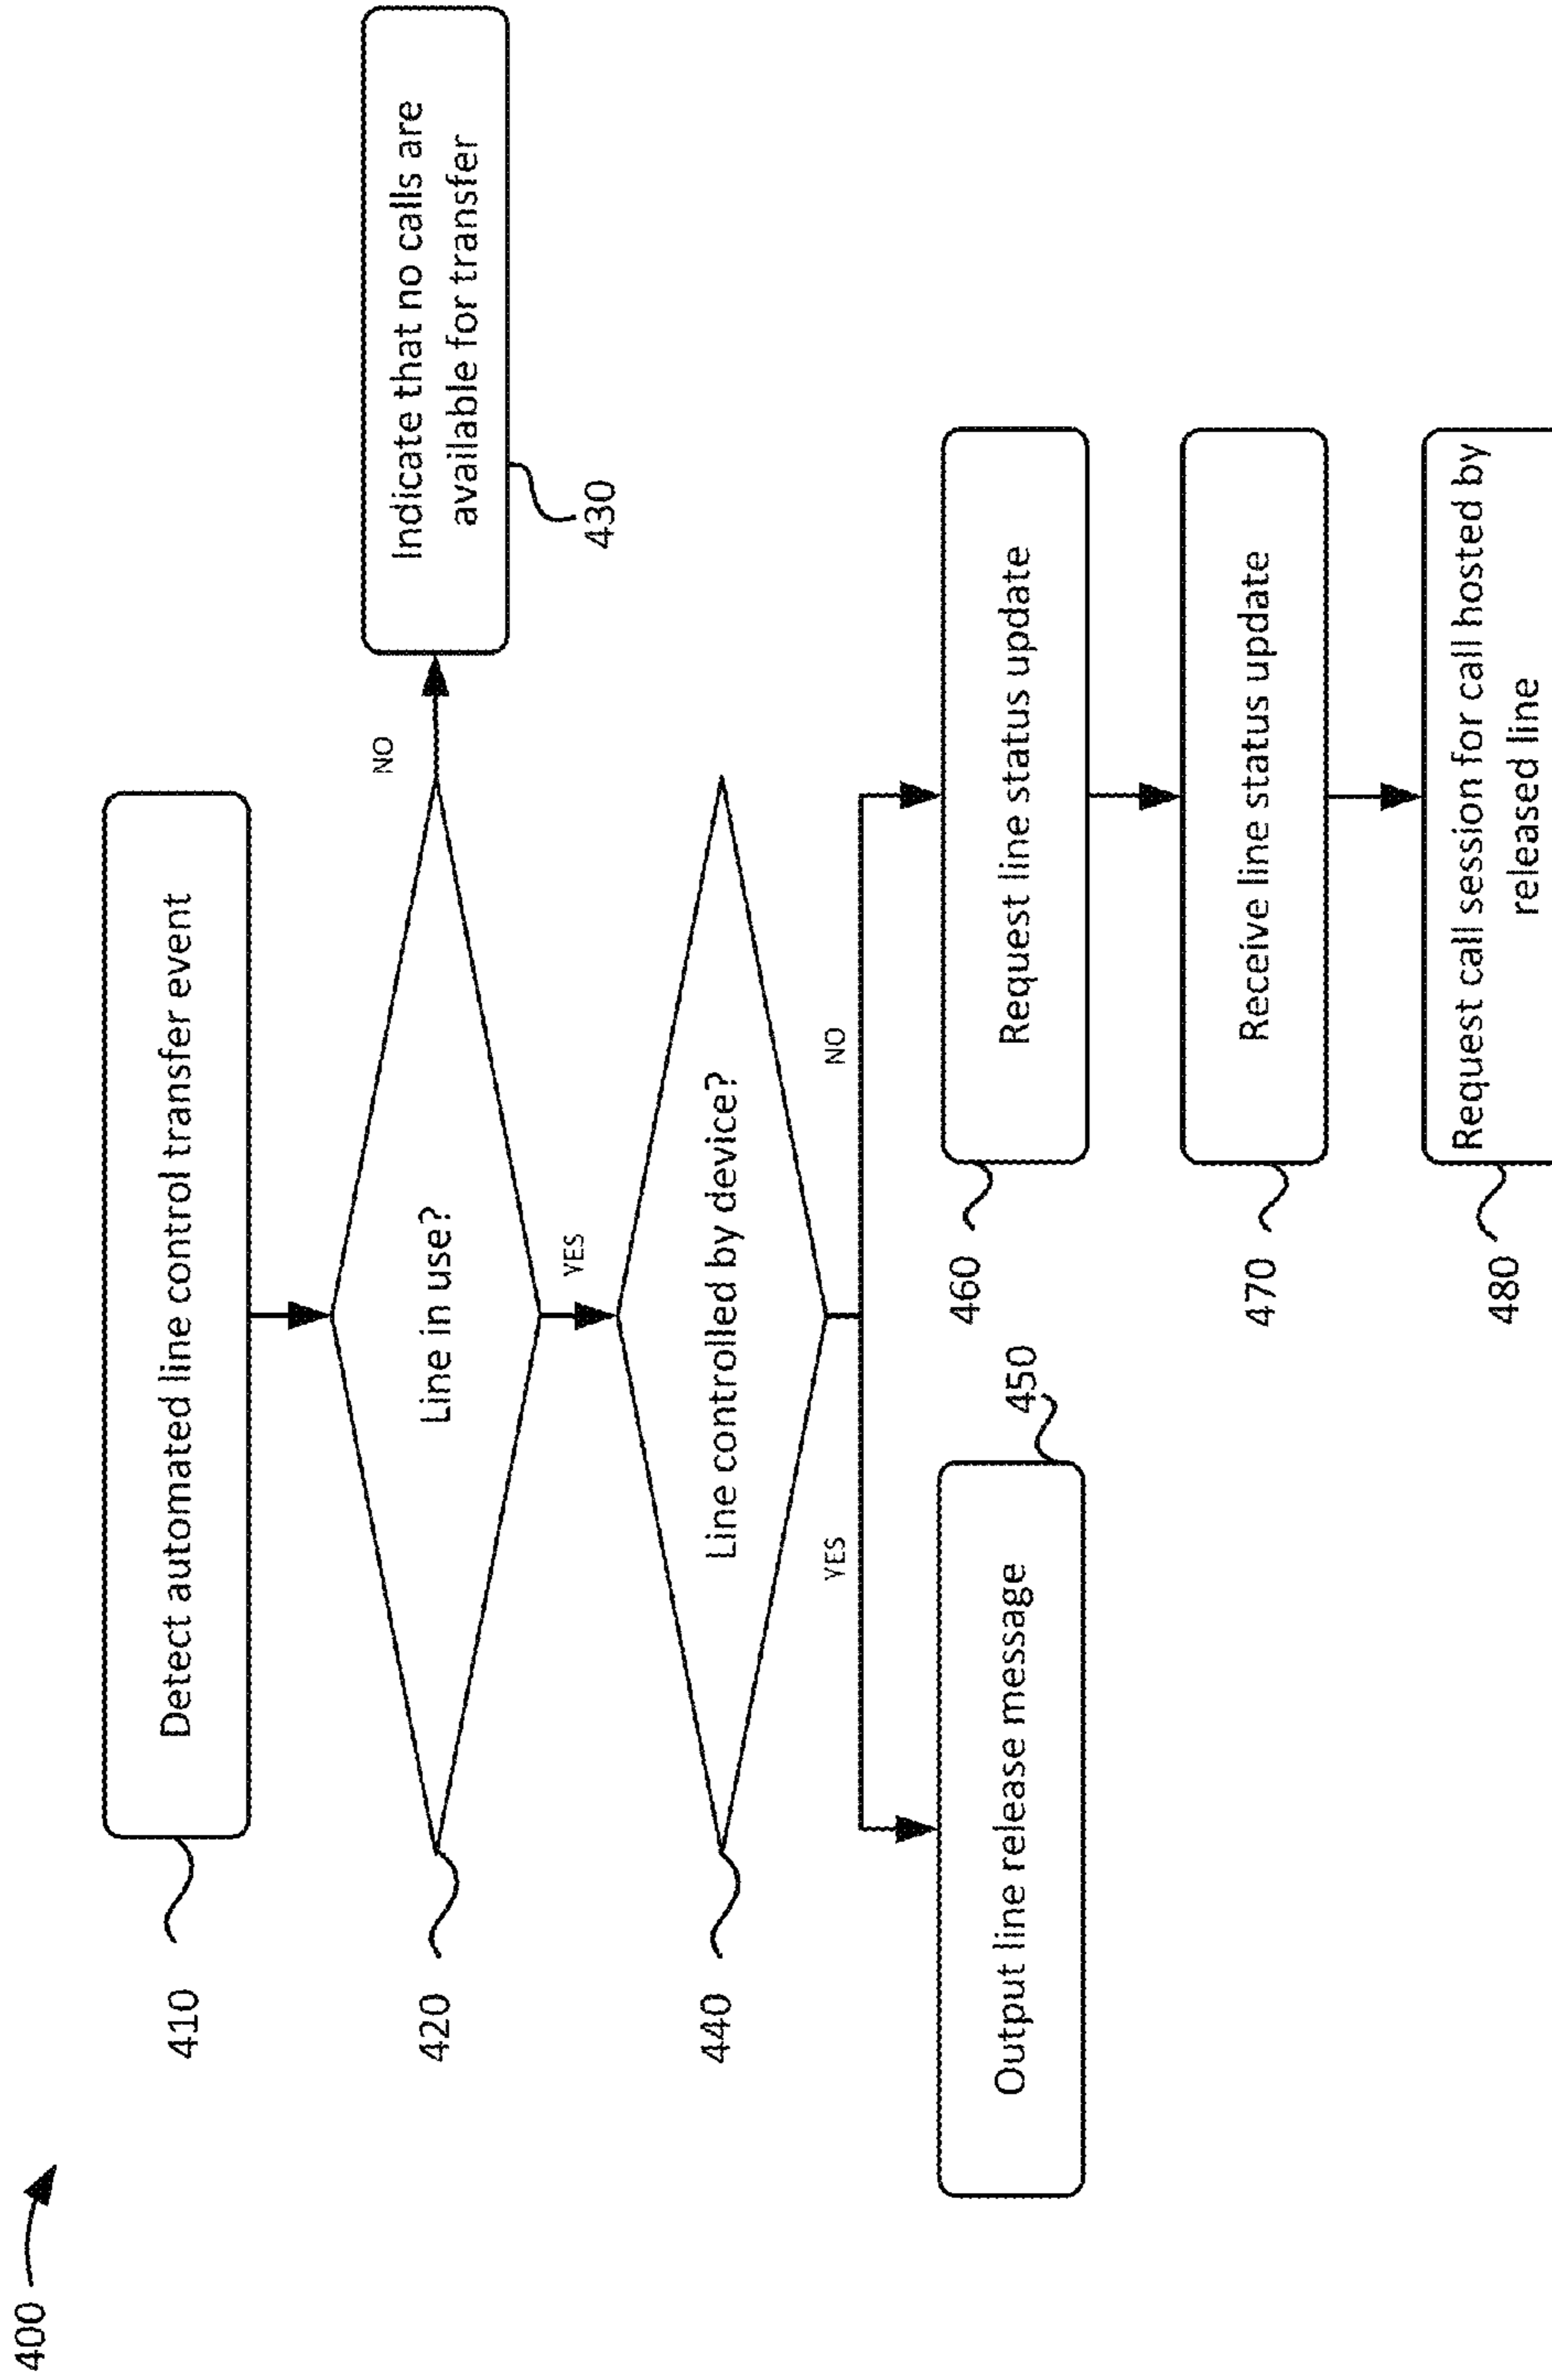 400
410
Detect automated line control transfer event
420
Line in use?
NO
Indicate that no calls are
available for transfer
430
YES
440
Line controlled by device?
YES
NO
Output line release message
450
460
Request line status update
470
Receive line status update
480
Request call session for call hosted by
released line